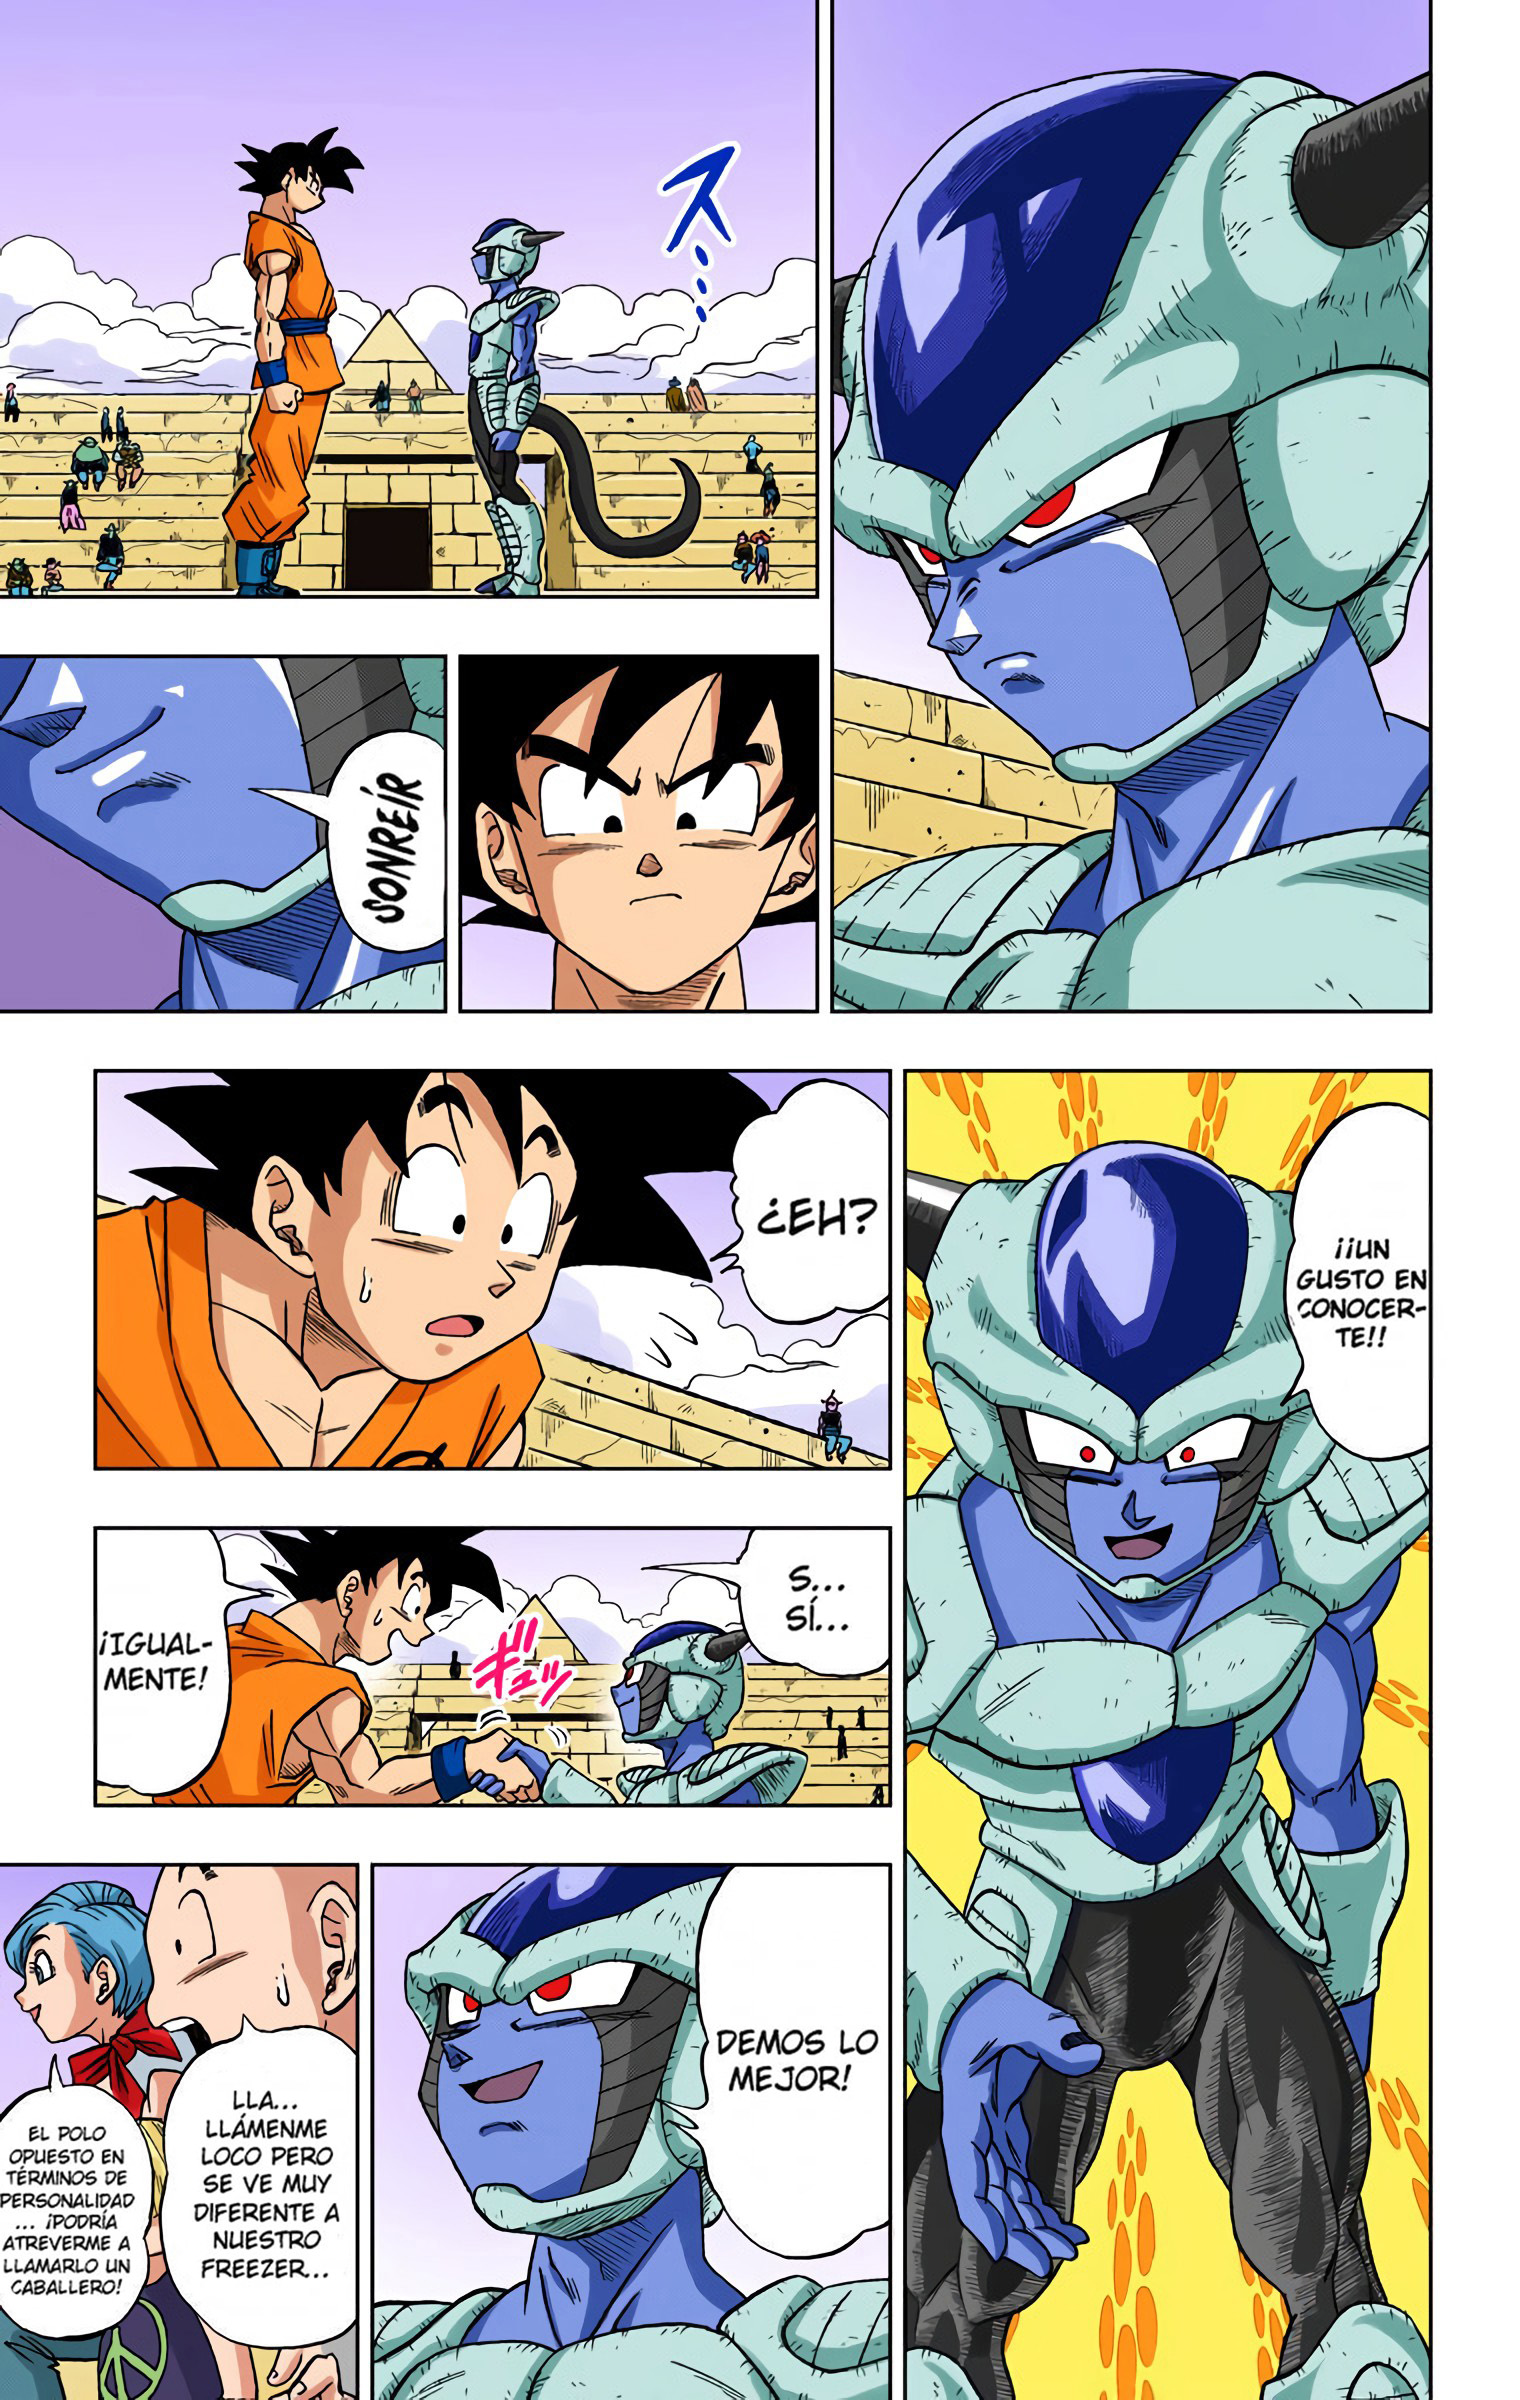 ス…
SONREÍR
¡¡UN
GUSTO EN
CONOCER-
TE!!
¿EH?
S...
SÍ...
ギュッ
¡IGUAL-
MENTE!
DEMOS LO
MEJOR!
LLA...
LLÁMENME
LOCO PERO
SE VE MUY
DIFERENTE A
NUESTRO
FREEZER...
EL POLO
OPUESTO EN
TÉRMINOS DE
PERSONALIDAD
... ¡PODRÍA
ATREVERME A
LLAMARLO UN
CABALLERO!